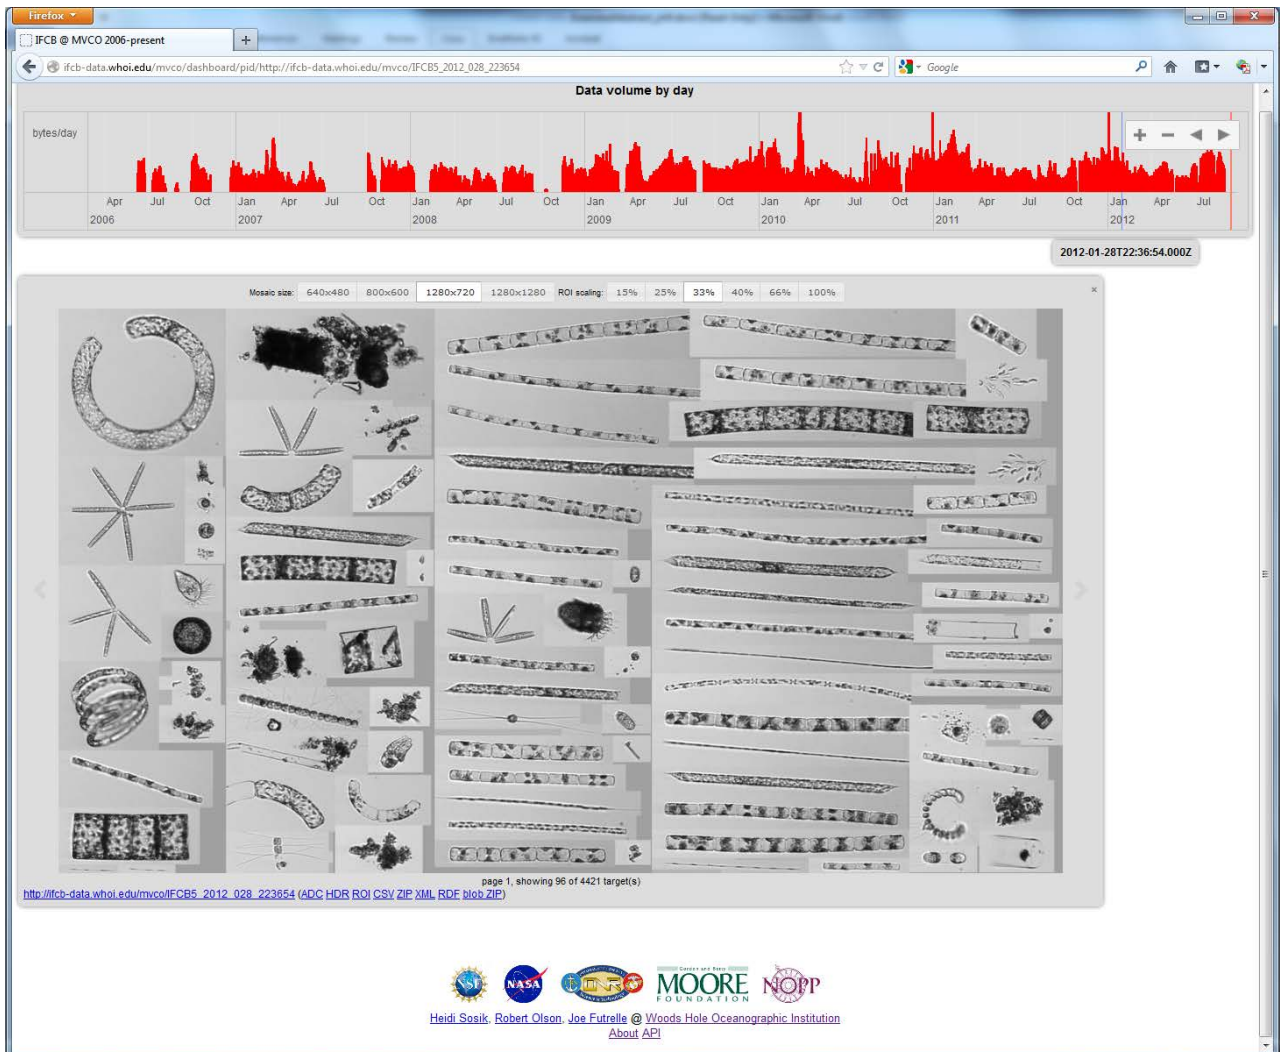 Firefox
IFCB @ MVCO 2006-present
ifcb-data.whoi.edu/mvco/dashboard/pid/http://ifcb-data.whoi.edu/mvco/IFCB5_2012_028_223654
Google
Data volume by day
bytes/day
Apr Jul Oct Jan Apr Jul Oct Jan Apr Jul Oct Jan Apr Jul Oct Jan Apr Jul Oct Jan Apr Jul Oct Jan Apr Jul
2006 2007 2008 2009 2010 2011 2012
2012-01-28T22:36:54.000Z
Mosaic size: 640x480 800x600 1280x720 1280x1280 ROI scaling: 15% 25% 33% 40% 66% 100%
page 1, showing 96 of 4421 target(s)
http://ifcb-data.whoi.edu/mvco/IFCB5_2012_028_223654 (ADC HDR ROI CSV ZIP XML RDF blob ZIP)
NSF NASA ONR Gordon and Betty MOORE FOUNDATION NOPP
Heidi Sosik, Robert Olson, Joe Futrelle @ Woods Hole Oceanographic Institution
About API